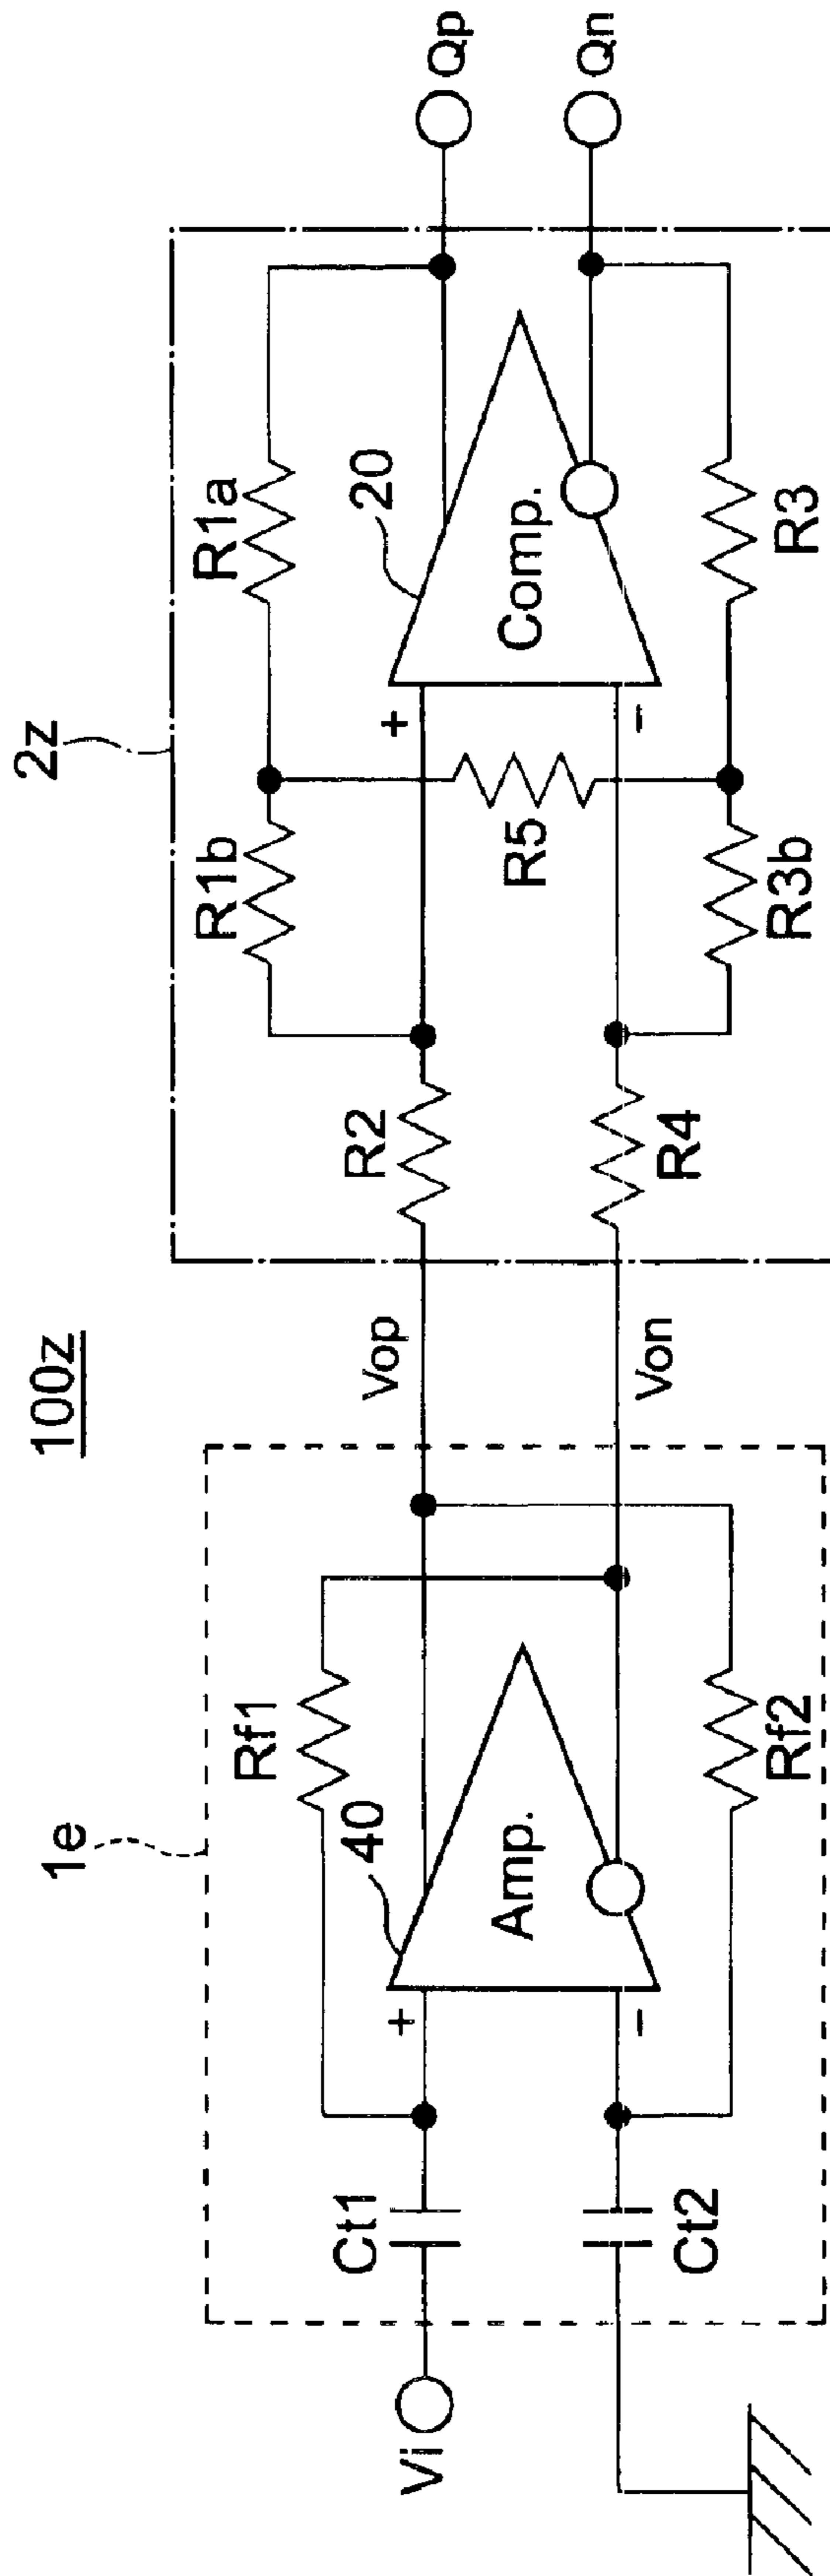 100z
1e
2z
Vi
Ct1
Ct2
40
+
−
Amp.
Rf1
Rf2
Vop
Von
R2
R4
R1b
R1a
R5
R3b
R3
20
+
−
Comp.
Qp
Qn